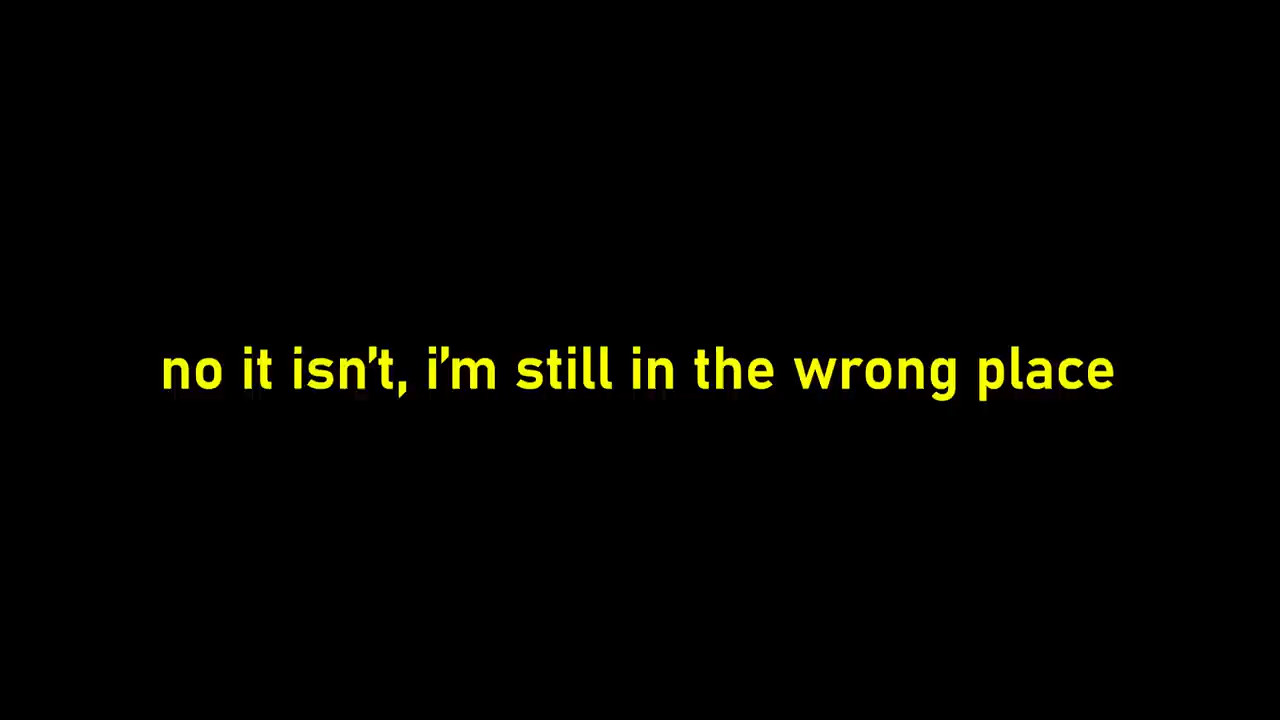 no it isn't, i'm still in the wrong place